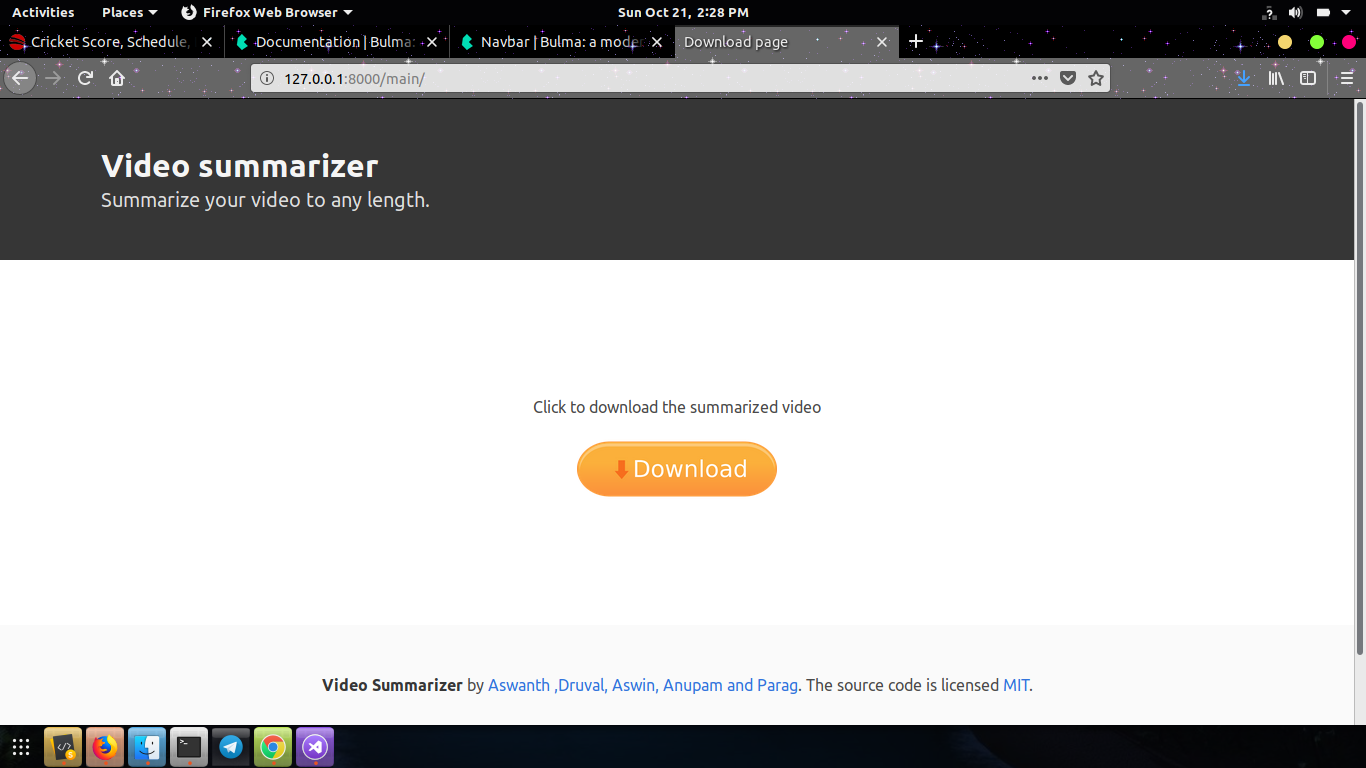 Activities Places Firefox Web Browser Sun Oct 21, 2:28 PM
Cricket Score, Schedule, Documentation | Bulma: Navbar | Bulma: a moder Download page
127.0.0.1:8000/main/
Video summarizer
Summarize your video to any length.
Click to download the summarized video
Download
Video Summarizer by Aswanth ,Druval, Aswin, Anupam and Parag. The source code is licensed MIT.